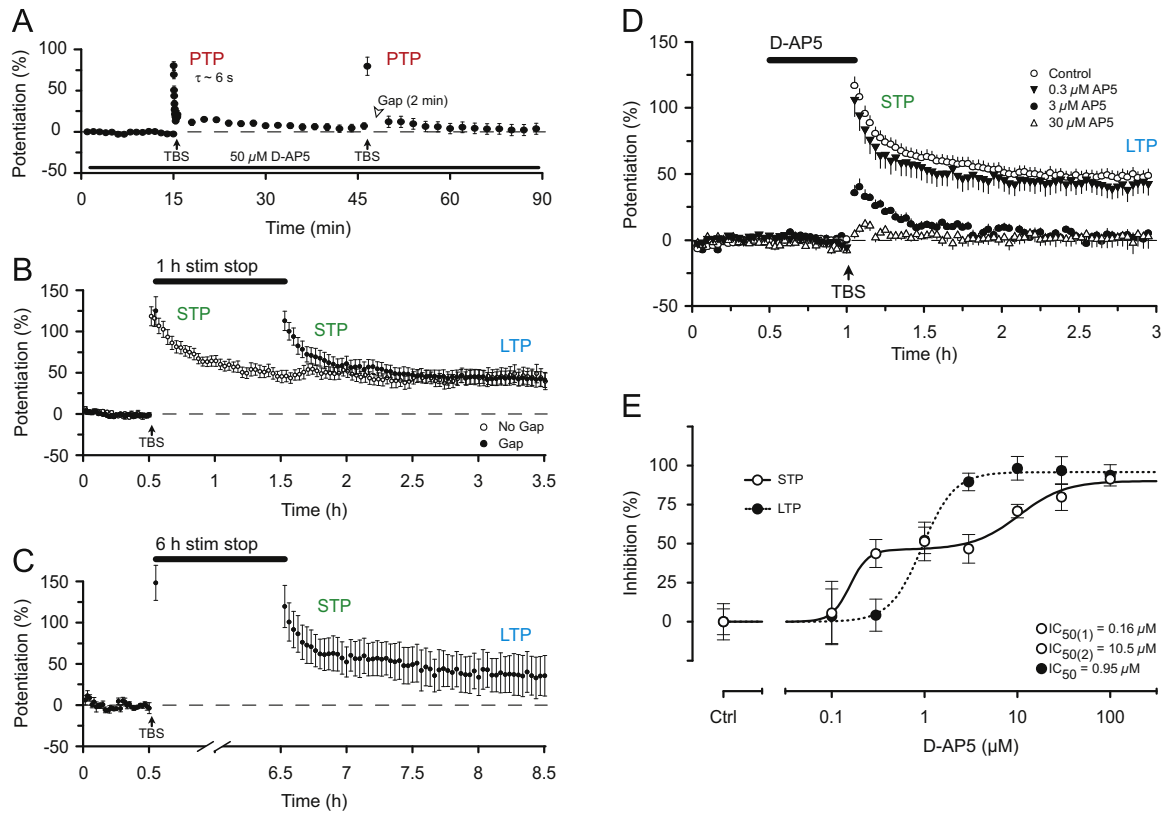 A
Potentiation (%)
100
50
0
-50
PTP
τ ~ 6 s
PTP
Gap (2 min)
TBS
50 µM D-AP5
TBS
0
15
30
45
60
90
Time (min)
B
1 h stim stop
Potentiation (%)
150
100
50
0
-50
STP
STP
LTP
TBS
No Gap
Gap
0
0.5
1
1.5
2
2.5
3
3.5
Time (h)
C
6 h stim stop
Potentiation (%)
150
100
50
0
-50
STP
LTP
TBS
0
0.5
6.5
7
7.5
8
8.5
Time (h)
D
Potentiation (%)
150
100
50
0
-50
D-AP5
STP
LTP
Control
0.3 µM AP5
3 µM AP5
30 µM AP5
TBS
0
0.5
1
1.5
2
2.5
3
Time (h)
E
Inhibition (%)
100
75
50
25
0
STP
LTP
IC50(1) = 0.16 µM
IC50(2) = 10.5 µM
IC50 = 0.95 µM
Ctrl
0.1
1
10
100
D-AP5 (µM)